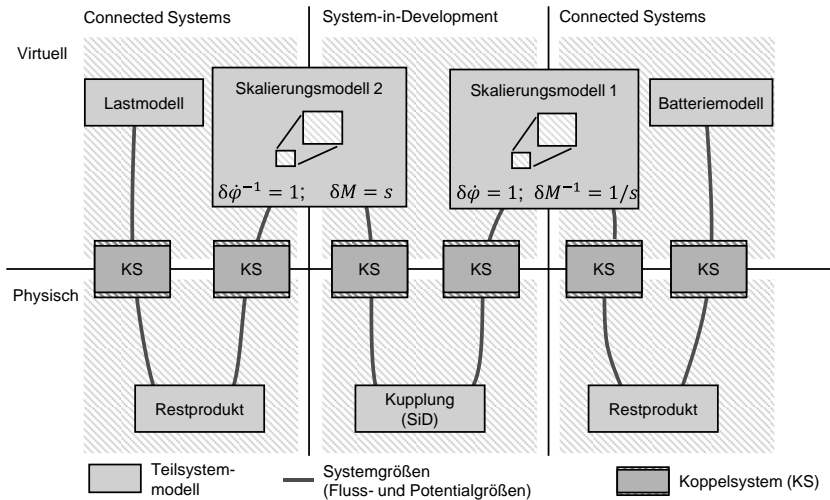 Connected Systems
System-in-Development
Connected Systems
Virtuell
Lastmodell
Skalierungsmodell 2
Skalierungsmodell 1
Batteriemodell
δφ̇⁻¹ = 1; δM = s
δφ̇ = 1; δM⁻¹ = 1/s
KS
KS
KS
KS
KS
KS
Physisch
Restprodukt
Kupplung
(SiD)
Restprodukt
Teilsystem-
modell
Systemgrößen
(Fluss- und Potentialgrößen)
Koppelsystem (KS)